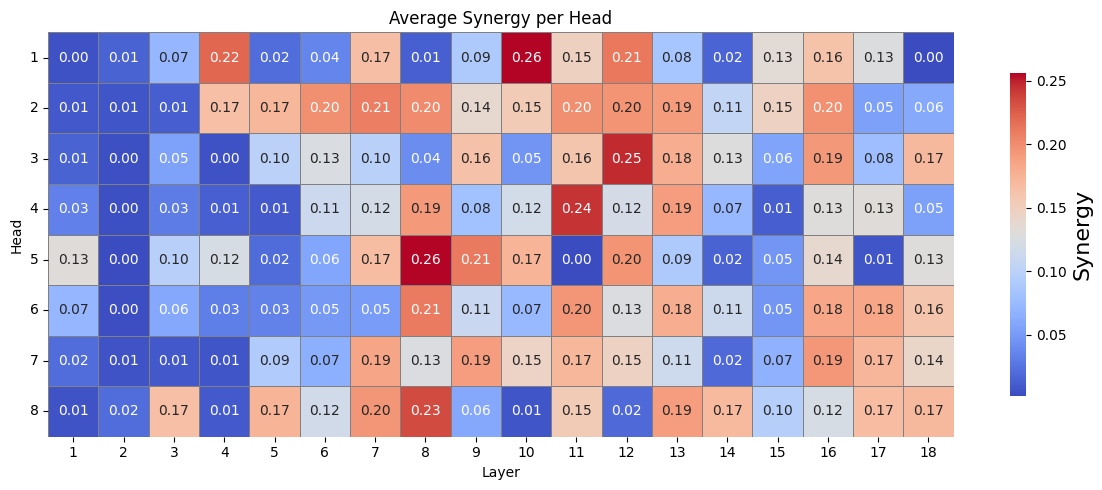 Average Synergy per Head
1 0.00 0.01 0.07 0.22 0.02 0.04 0.17 0.01 0.09 0.26 0.15 0.21 0.08 0.02 0.13 0.16 0.13 0.00
2 0.01 0.01 0.01 0.17 0.17 0.20 0.21 0.20 0.14 0.15 0.20 0.20 0.19 0.11 0.15 0.20 0.05 0.06
3 0.01 0.00 0.05 0.00 0.10 0.13 0.10 0.04 0.16 0.05 0.16 0.25 0.18 0.13 0.06 0.19 0.08 0.17
4 0.03 0.00 0.03 0.01 0.01 0.11 0.12 0.19 0.08 0.12 0.24 0.12 0.19 0.07 0.01 0.13 0.13 0.05
5 0.13 0.00 0.10 0.12 0.02 0.06 0.17 0.26 0.21 0.17 0.00 0.20 0.09 0.02 0.05 0.14 0.01 0.13
6 0.07 0.00 0.06 0.03 0.03 0.05 0.05 0.21 0.11 0.07 0.20 0.13 0.18 0.11 0.05 0.18 0.18 0.16
7 0.02 0.01 0.01 0.01 0.09 0.07 0.19 0.13 0.19 0.15 0.17 0.15 0.11 0.02 0.07 0.19 0.17 0.14
8 0.01 0.02 0.17 0.01 0.17 0.12 0.20 0.23 0.06 0.01 0.15 0.02 0.19 0.17 0.10 0.12 0.17 0.17
1 2 3 4 5 6 7 8 9 10 11 12 13 14 15 16 17 18
Layer
Head
0.25
0.20
0.15
0.10
0.05
Synergy